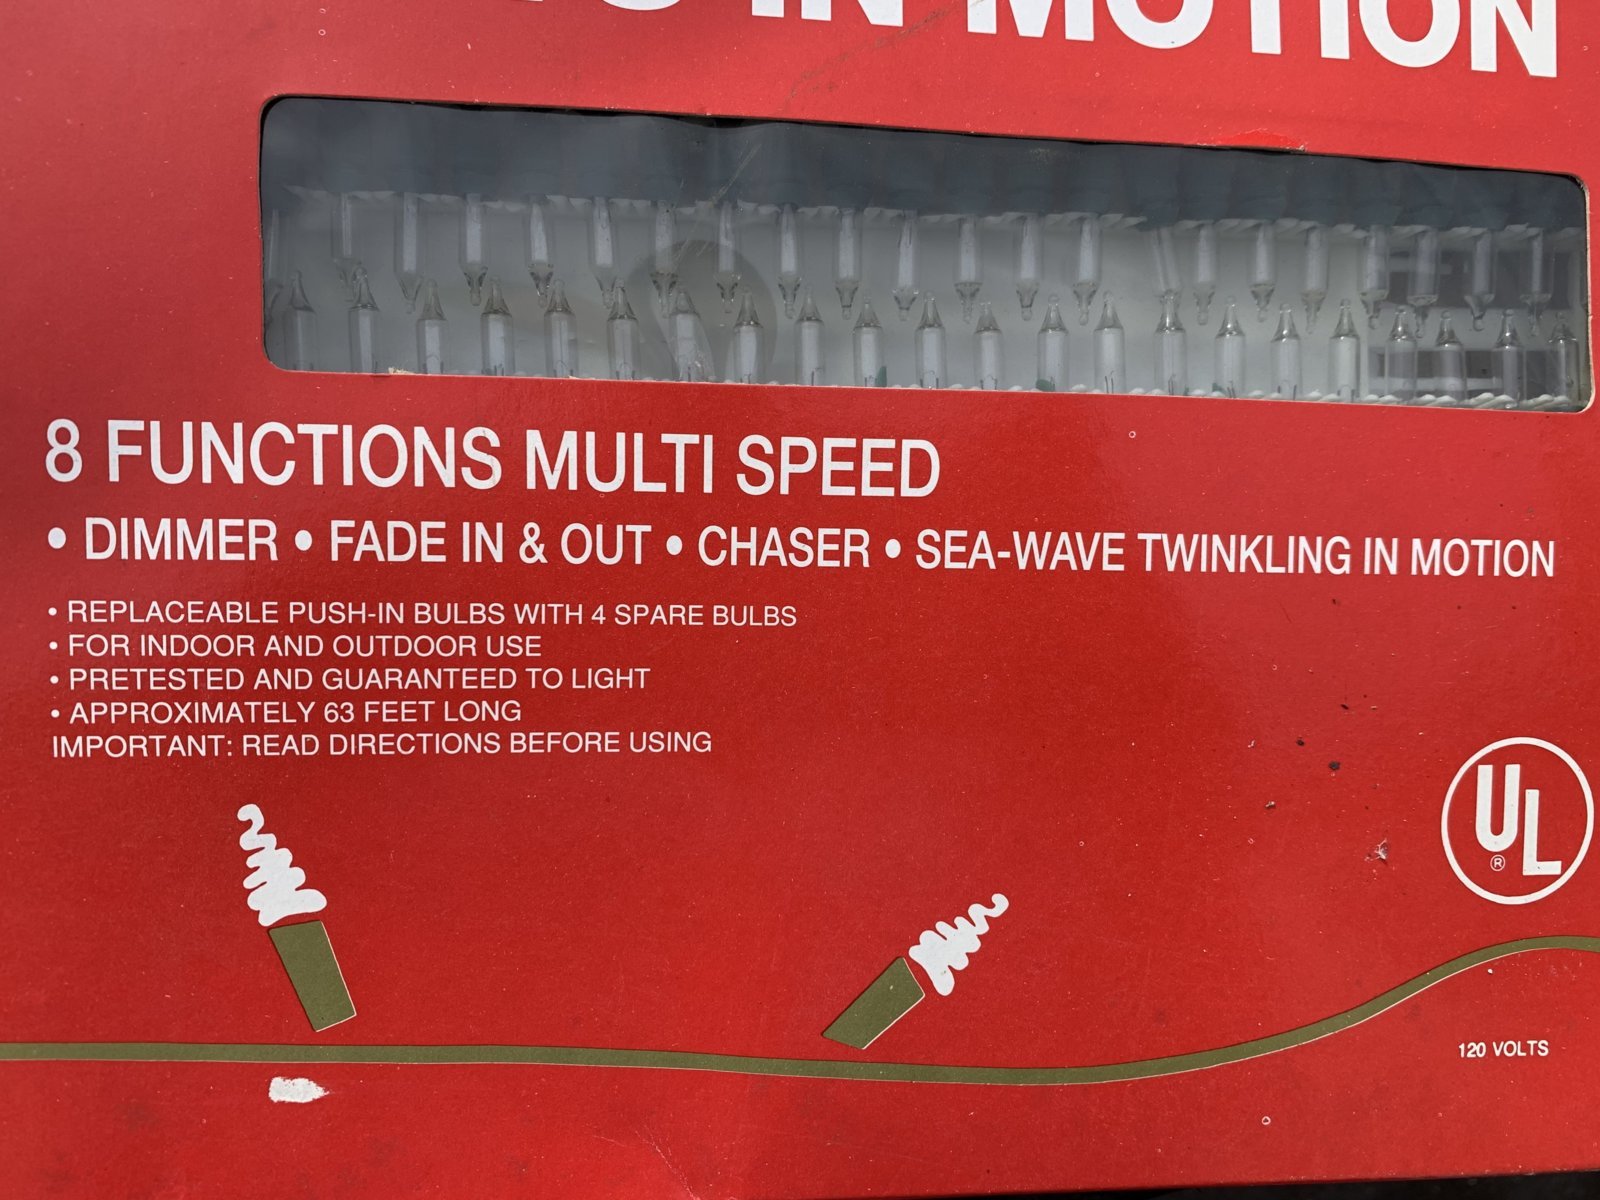 IN MOTION
8 FUNCTIONS MULTI SPEED
• DIMMER • FADE IN & OUT • CHASER • SEA-WAVE TWINKLING IN MOTION
• REPLACEABLE PUSH-IN BULBS WITH 4 SPARE BULBS
• FOR INDOOR AND OUTDOOR USE
• PRETESTED AND GUARANTEED TO LIGHT
• APPROXIMATELY 63 FEET LONG
IMPORTANT: READ DIRECTIONS BEFORE USING
UL
®
120 VOLTS